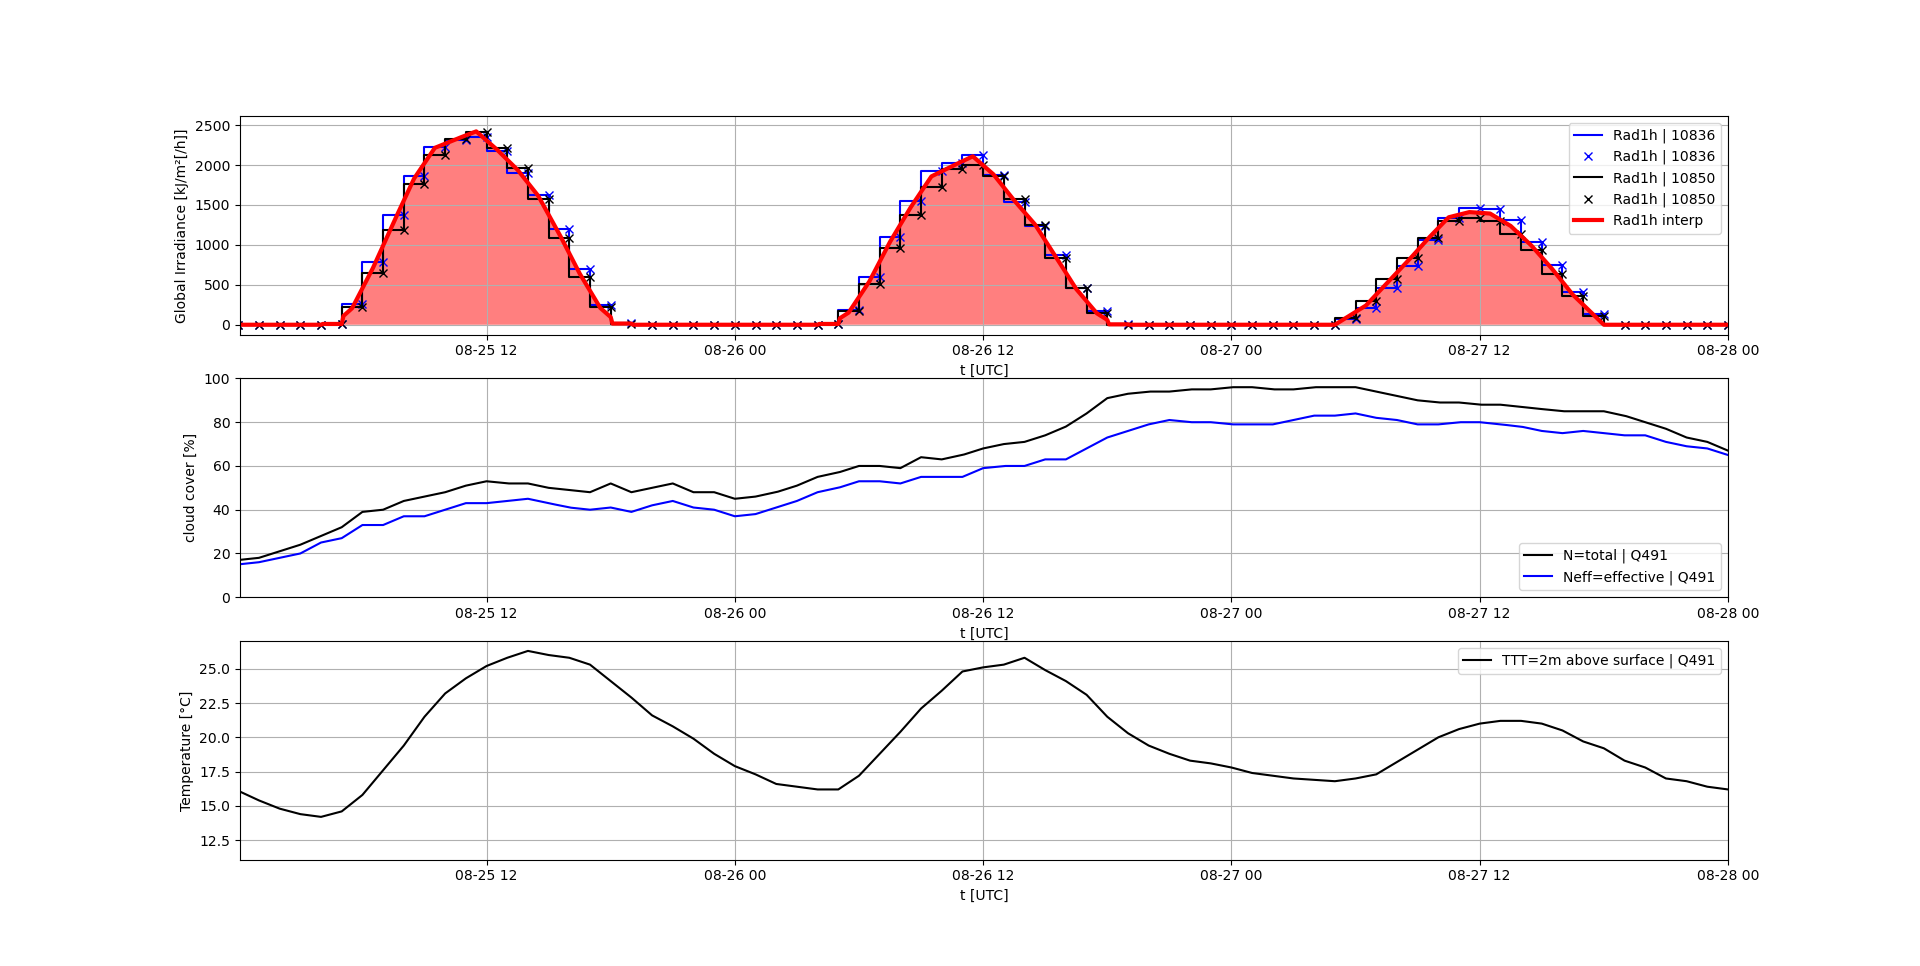 Global Irradiance [kJ/m²[/h]]
2500
2000
1500
1000
500
0
Rad1h | 10836
Rad1h | 10836
Rad1h | 10850
Rad1h | 10850
Rad1h interp
08-25 12 08-26 00 08-26 12 08-27 00 08-27 12 08-28 00
t [UTC]
cloud cover [%]
100
80
60
40
20
0
N=total | Q491
Neff=effective | Q491
08-25 12 08-26 00 08-26 12 08-27 00 08-27 12 08-28 00
t [UTC]
Temperature [°C]
25.0
22.5
20.0
17.5
15.0
12.5
TTT=2m above surface | Q491
08-25 12 08-26 00 08-26 12 08-27 00 08-27 12 08-28 00
t [UTC]